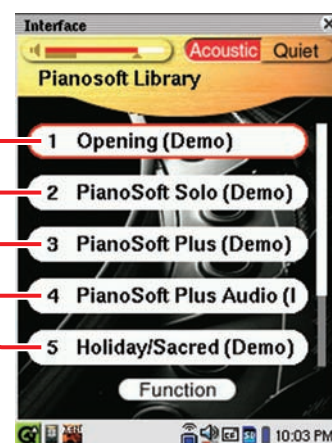 Interface
Acoustic Quiet
Pianosoft Library
1 Opening (Demo)
2 PianoSoft Solo (Demo)
3 PianoSoft Plus (Demo)
4 PianoSoft Plus Audio (
5 Holiday/Sacred (Demo)
Function
10:03 PM